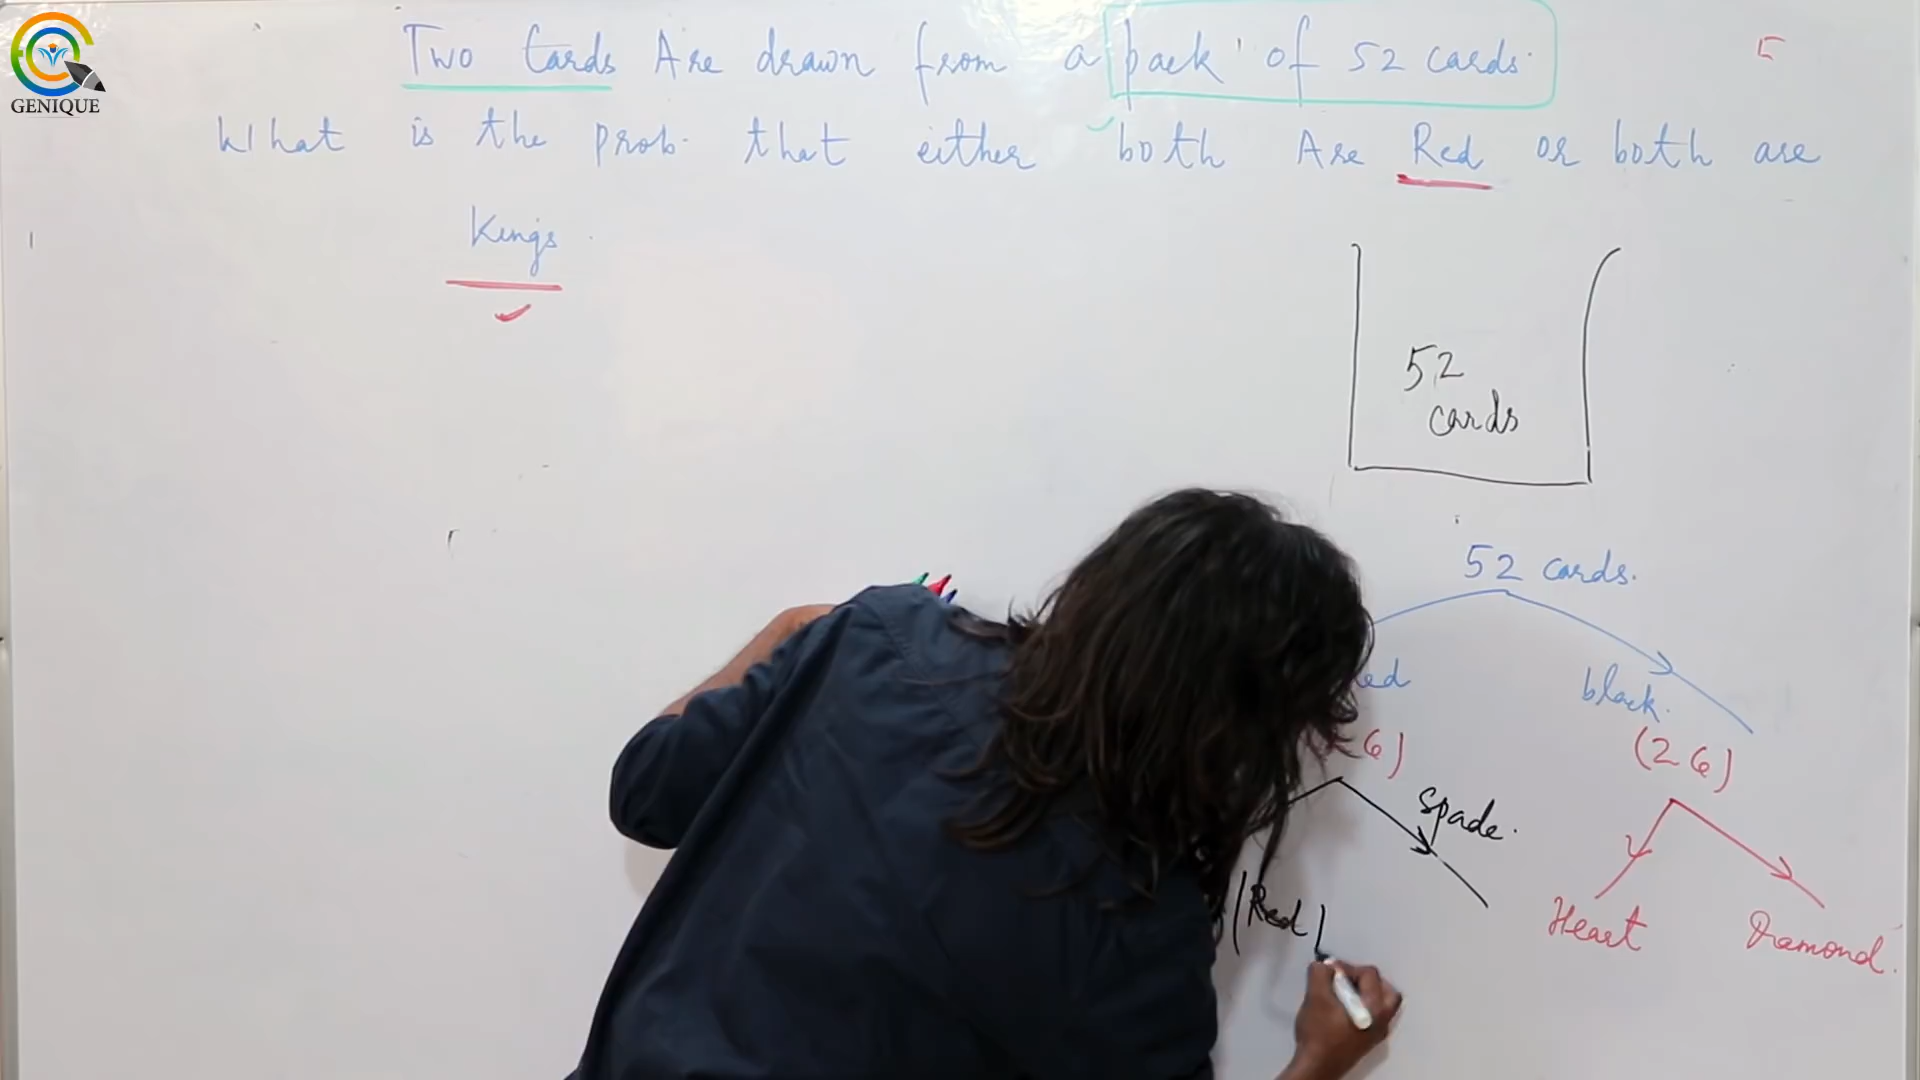 GENIQUE
Two Cards Are drawn from a pack of 52 cards.
What is the prob. that either both Are Red or both are
Kings
52
cards
52 cards.
black.
(26)
spade.
(Red)
Heart
Diamond.